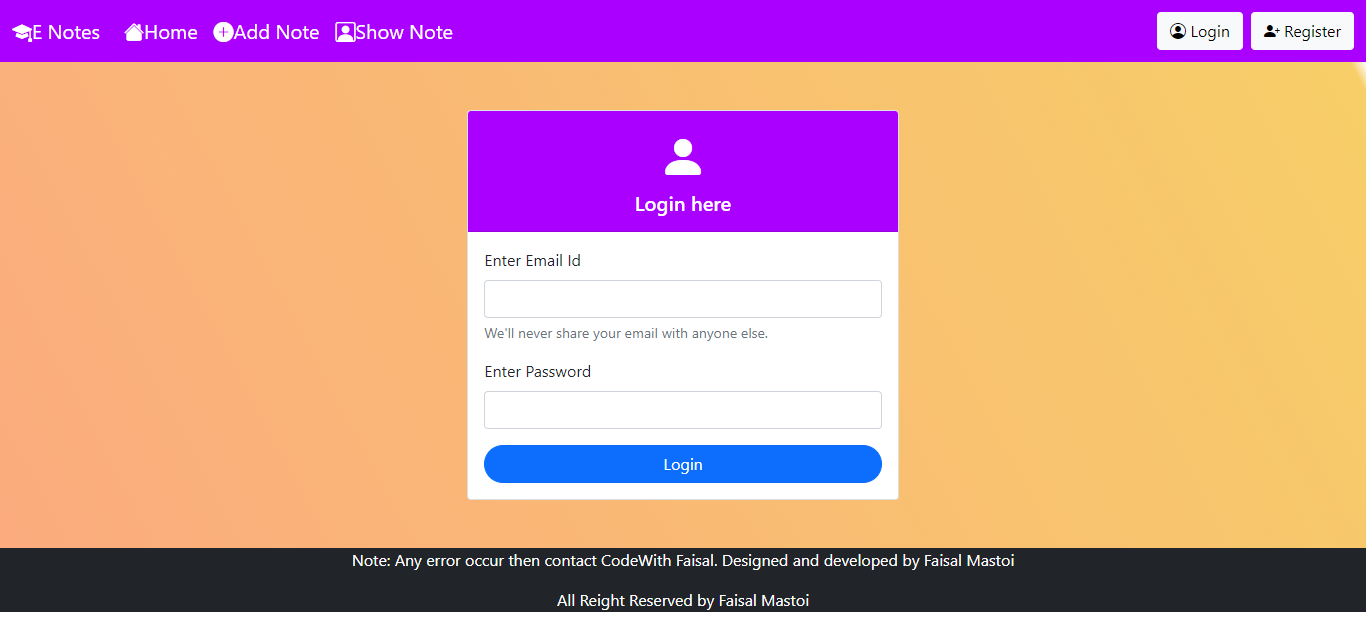 E Notes Home Add Note Show Note Login Register
Login here
Enter Email Id
We'll never share your email with anyone else.
Enter Password
Login
Note: Any error occur then contact CodeWith Faisal. Designed and developed by Faisal Mastoi
All Reight Reserved by Faisal Mastoi